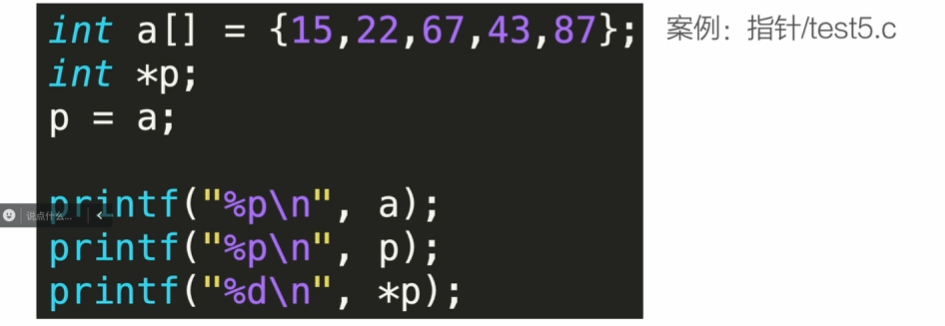 int a[] = {15,22,67,43,87};
案例：指针/test5.c
int *p;
p = a;
printf("%p\n", a);
说点什么...
printf("%p\n", p);
printf("%d\n", *p);